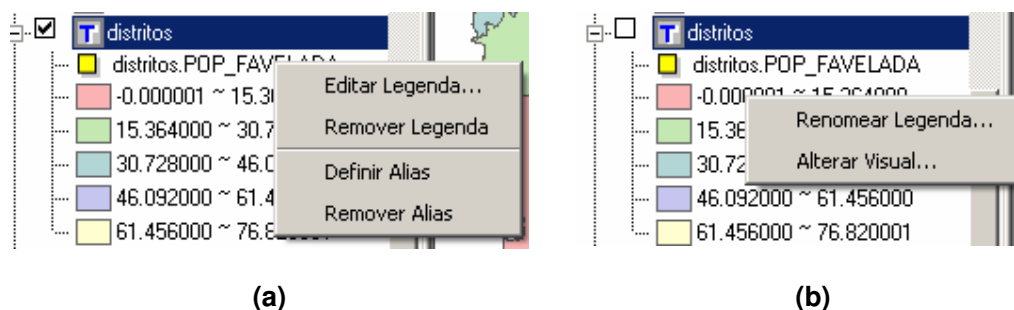 distritos
distritos.POP_FAVELADA
-0.000001 ~ 15.3
15.364000 ~ 30.7
30.728000 ~ 46.0
46.092000 ~ 61.4
61.456000 ~ 76.8
Editar Legenda...
Remover Legenda
Definir Alias
Remover Alias
(a)
distritos
distritos.POP_FAVELADA
-0.000001 ~ 15.364000
15.36
30.72
46.092000 ~ 61.456000
61.456000 ~ 76.820001
Renomear Legenda...
Alterar Visual...
(b)